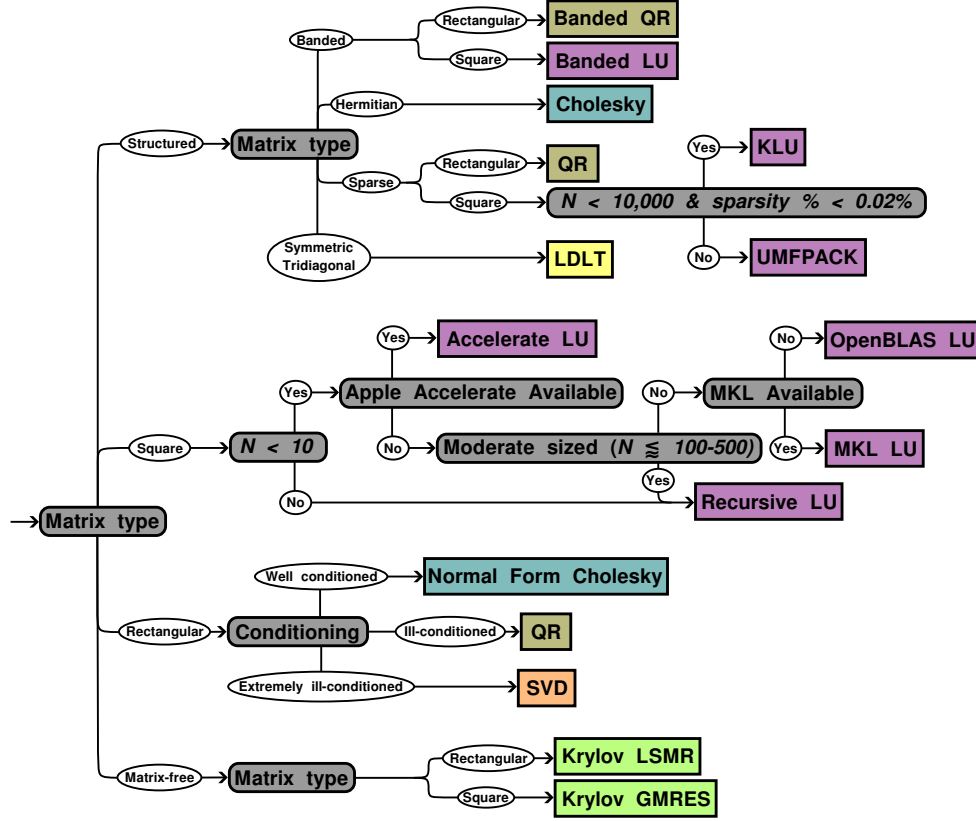 Rectangular
Banded QR
Banded
Square
Banded LU
Hermitian
Cholesky
Structured
Matrix type
Yes
KLU
Rectangular
QR
Sparse
Square
N < 10,000 & sparsity % < 0.02%
Symmetric
Tridiagonal
LDLT
No
UMFPACK
Yes
Accelerate LU
No
OpenBLAS LU
Yes
Apple Accelerate Available
No
MKL Available
Square
N < 10
No
Moderate sized (N ≨ 100-500)
Yes
MKL LU
Yes
No
Recursive LU
Matrix type
Well conditioned
Normal Form Cholesky
Rectangular
Conditioning
Ill-conditioned
QR
Extremely ill-conditioned
SVD
Rectangular
Krylov LSMR
Matrix-free
Matrix type
Square
Krylov GMRES